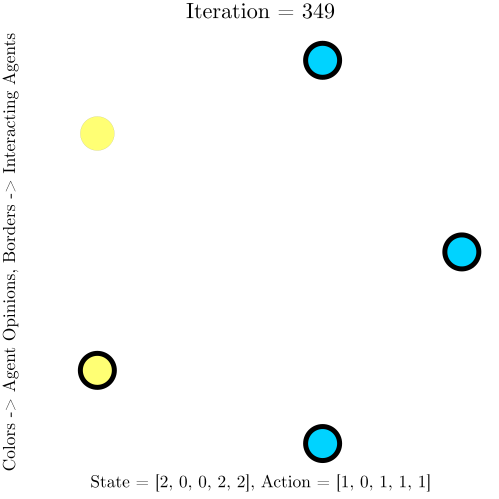 Iteration = 349
Colors -> Agent Opinions, Borders -> Interacting Agents
State = [2, 0, 0, 2, 2], Action = [1, 0, 1, 1, 1]